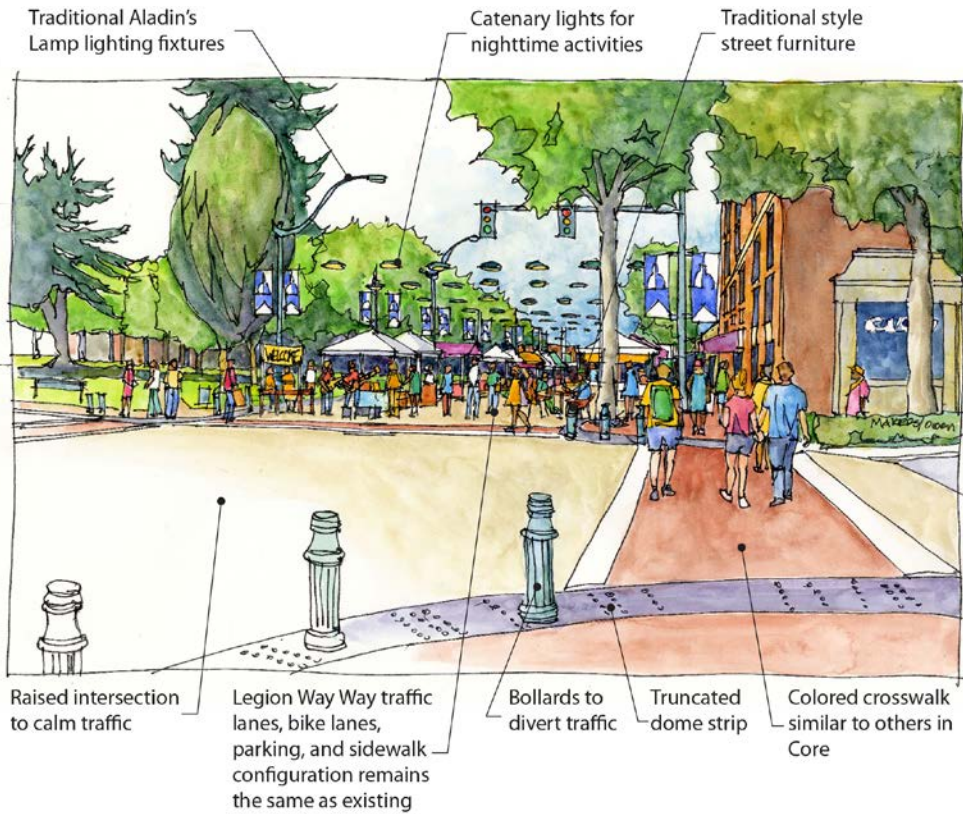 Traditional Aladin's
Lamp lighting fixtures
Catenary lights for
nighttime activities
Traditional style
street furniture
WELCOME
Raised intersection
to calm traffic
Legion Way Way traffic
lanes, bike lanes,
parking, and sidewalk
configuration remains
the same as existing
Bollards to
divert traffic
Truncated
dome strip
Colored crosswalk
similar to others in
Core